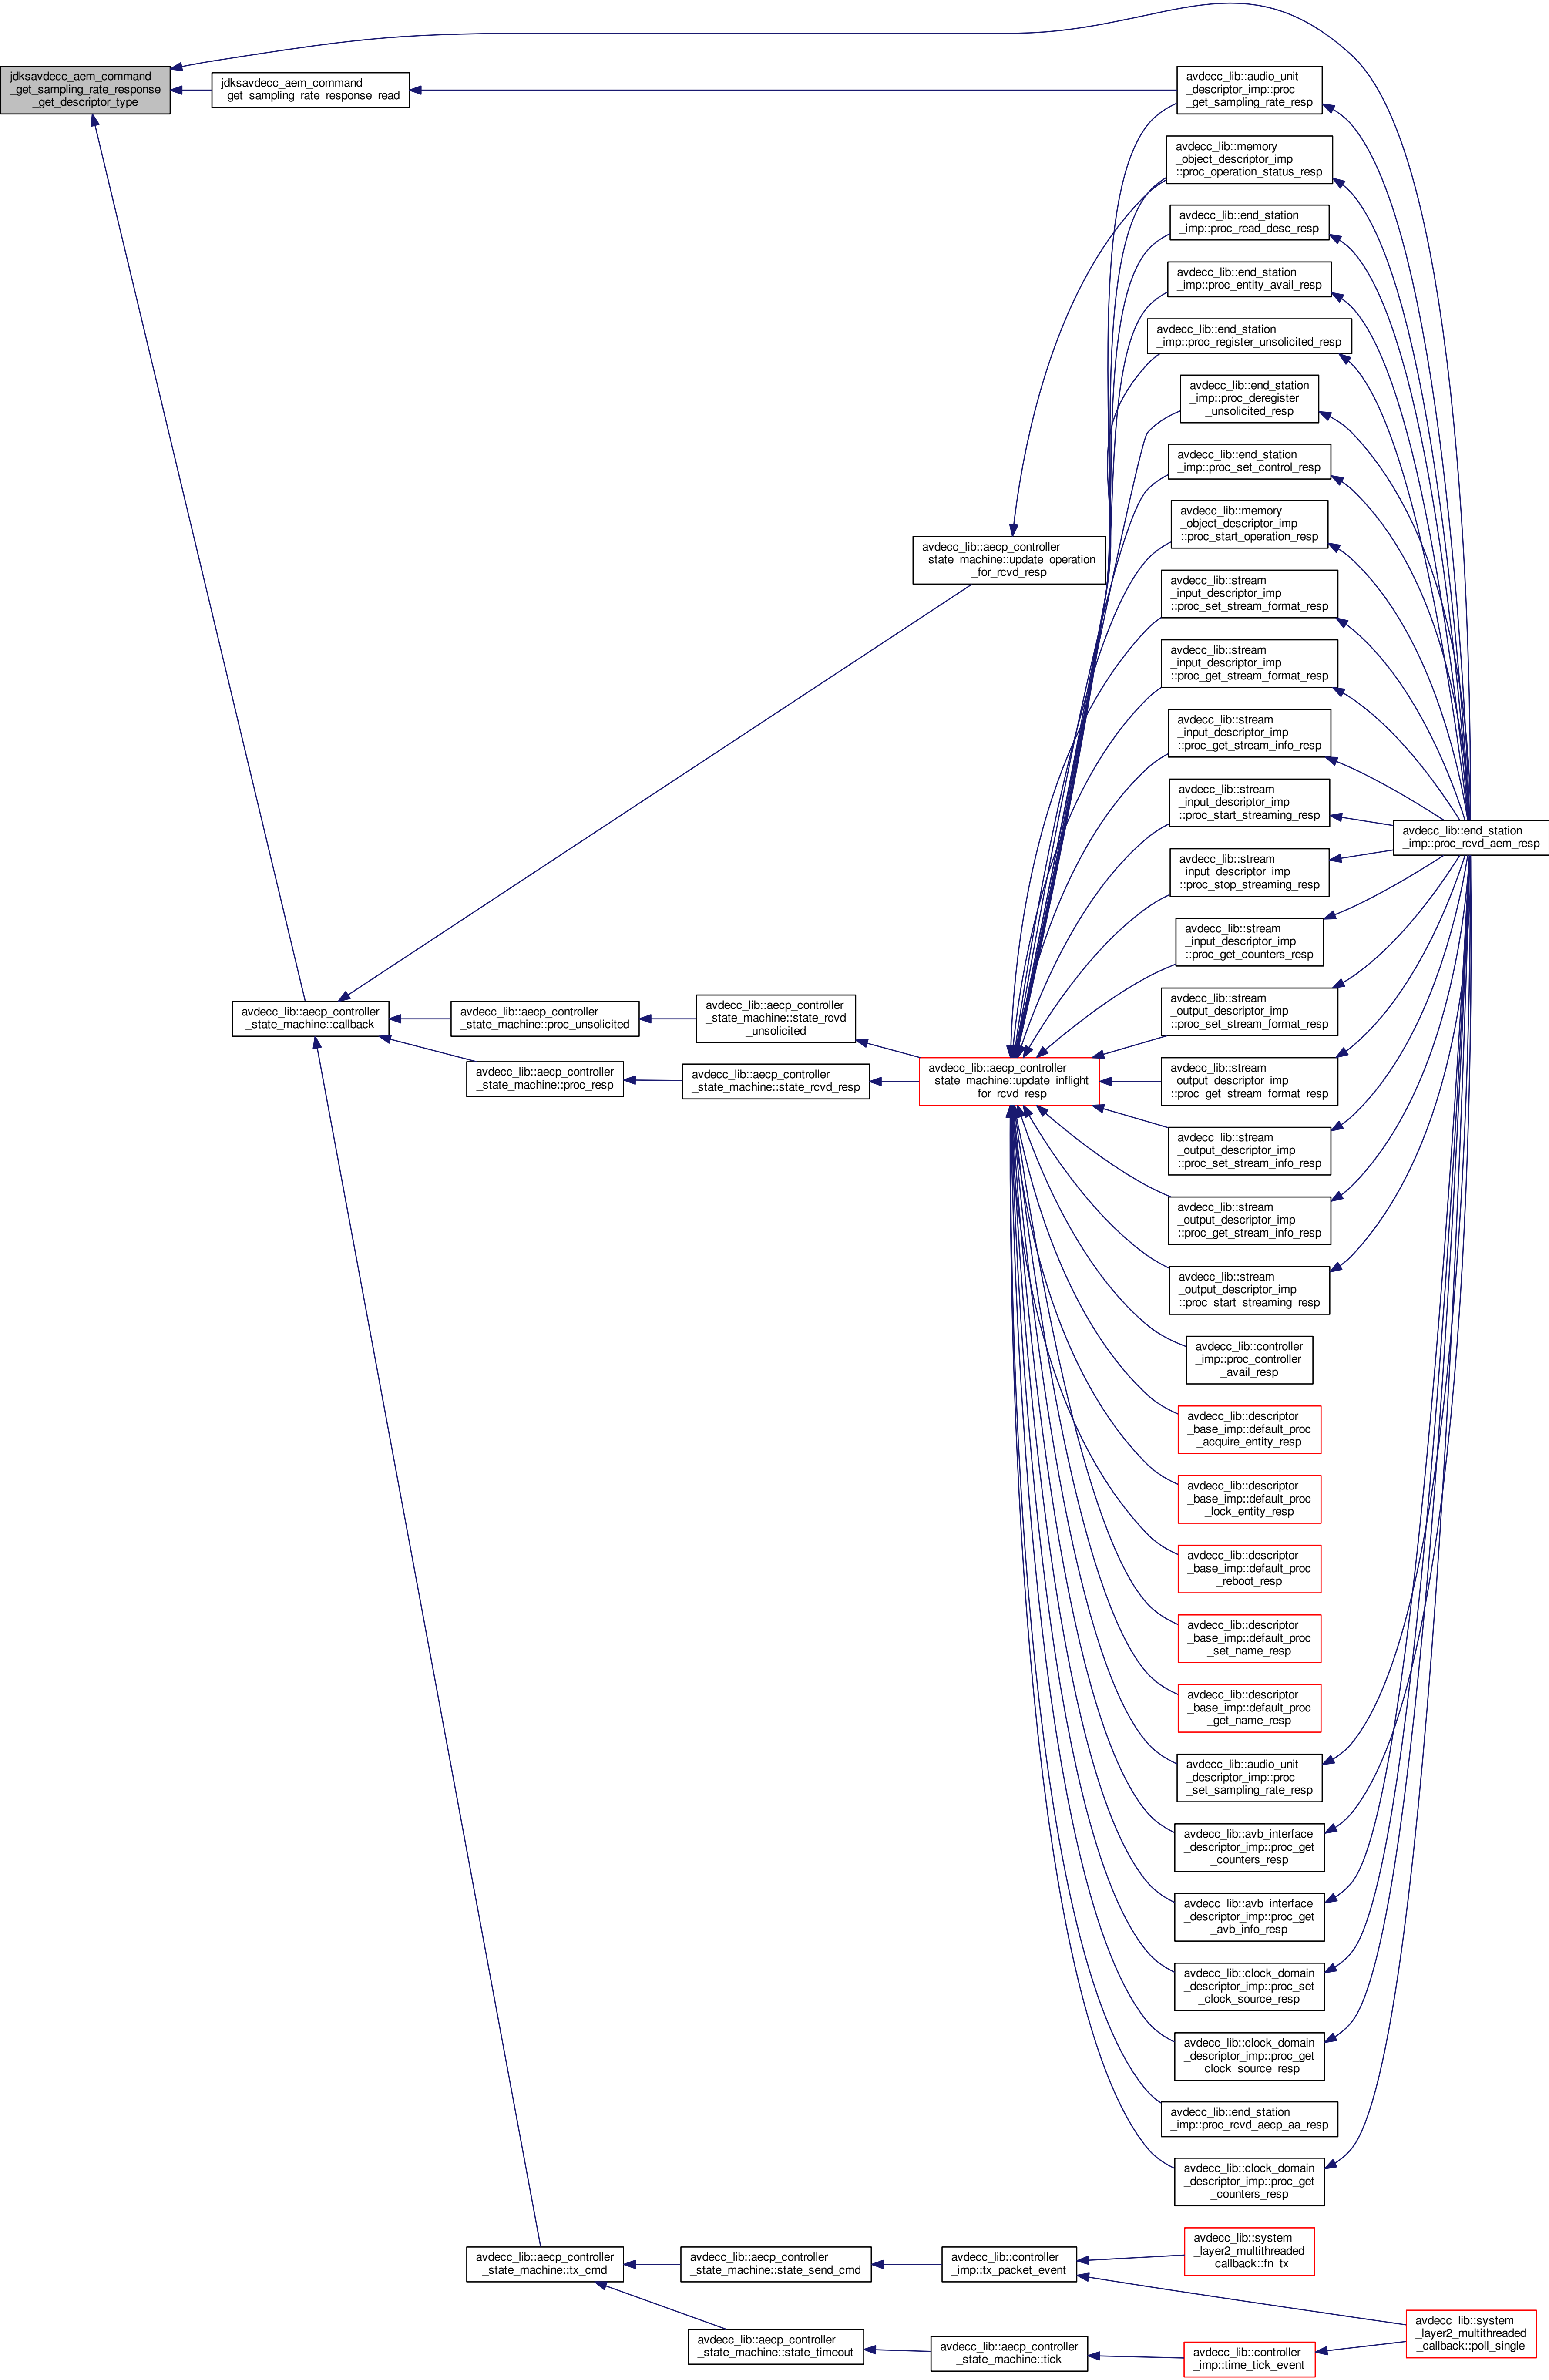 jdksavdecc_aem_command
_get_sampling_rate_response
_get_descriptor_type
jdksavdecc_aem_command
_get_sampling_rate_response_read
avdecc_lib::audio_unit
_descriptor_imp::proc
_get_sampling_rate_resp
avdecc_lib::memory
_object_descriptor_imp
::proc_operation_status_resp
avdecc_lib::end_station
_imp::proc_read_desc_resp
avdecc_lib::end_station
_imp::proc_entity_avail_resp
avdecc_lib::end_station
_imp::proc_register_unsolicited_resp
avdecc_lib::end_station
_imp::proc_deregister
_unsolicited_resp
avdecc_lib::end_station
_imp::proc_set_control_resp
avdecc_lib::memory
_object_descriptor_imp
::proc_start_operation_resp
avdecc_lib::aecp_controller
_state_machine::update_operation
_for_rcvd_resp
avdecc_lib::stream
_input_descriptor_imp
::proc_set_stream_format_resp
avdecc_lib::stream
_input_descriptor_imp
::proc_get_stream_format_resp
avdecc_lib::stream
_input_descriptor_imp
::proc_get_stream_info_resp
avdecc_lib::stream
_input_descriptor_imp
::proc_start_streaming_resp
avdecc_lib::end_station
_imp::proc_rcvd_aem_resp
avdecc_lib::stream
_input_descriptor_imp
::proc_stop_streaming_resp
avdecc_lib::stream
_input_descriptor_imp
::proc_get_counters_resp
avdecc_lib::aecp_controller
_state_machine::callback
avdecc_lib::aecp_controller
_state_machine::proc_unsolicited
avdecc_lib::aecp_controller
_state_machine::state_rcvd
_unsolicited
avdecc_lib::stream
_output_descriptor_imp
::proc_set_stream_format_resp
avdecc_lib::aecp_controller
_state_machine::proc_resp
avdecc_lib::aecp_controller
_state_machine::state_rcvd_resp
avdecc_lib::aecp_controller
_state_machine::update_inflight
_for_rcvd_resp
avdecc_lib::stream
_output_descriptor_imp
::proc_get_stream_format_resp
avdecc_lib::stream
_output_descriptor_imp
::proc_set_stream_info_resp
avdecc_lib::stream
_output_descriptor_imp
::proc_get_stream_info_resp
avdecc_lib::stream
_output_descriptor_imp
::proc_start_streaming_resp
avdecc_lib::controller
_imp::proc_controller
_avail_resp
avdecc_lib::descriptor
_base_imp::default_proc
_acquire_entity_resp
avdecc_lib::descriptor
_base_imp::default_proc
_lock_entity_resp
avdecc_lib::descriptor
_base_imp::default_proc
_reboot_resp
avdecc_lib::descriptor
_base_imp::default_proc
_set_name_resp
avdecc_lib::descriptor
_base_imp::default_proc
_get_name_resp
avdecc_lib::audio_unit
_descriptor_imp::proc
_set_sampling_rate_resp
avdecc_lib::avb_interface
_descriptor_imp::proc_get
_counters_resp
avdecc_lib::avb_interface
_descriptor_imp::proc_get
_avb_info_resp
avdecc_lib::clock_domain
_descriptor_imp::proc_set
_clock_source_resp
avdecc_lib::clock_domain
_descriptor_imp::proc_get
_clock_source_resp
avdecc_lib::end_station
_imp::proc_rcvd_aecp_aa_resp
avdecc_lib::clock_domain
_descriptor_imp::proc_get
_counters_resp
avdecc_lib::aecp_controller
_state_machine::tx_cmd
avdecc_lib::aecp_controller
_state_machine::state_send_cmd
avdecc_lib::controller
_imp::tx_packet_event
avdecc_lib::system
_layer2_multithreaded
_callback::fn_tx
avdecc_lib::aecp_controller
_state_machine::state_timeout
avdecc_lib::aecp_controller
_state_machine::tick
avdecc_lib::controller
_imp::time_tick_event
avdecc_lib::system
_layer2_multithreaded
_callback::poll_single